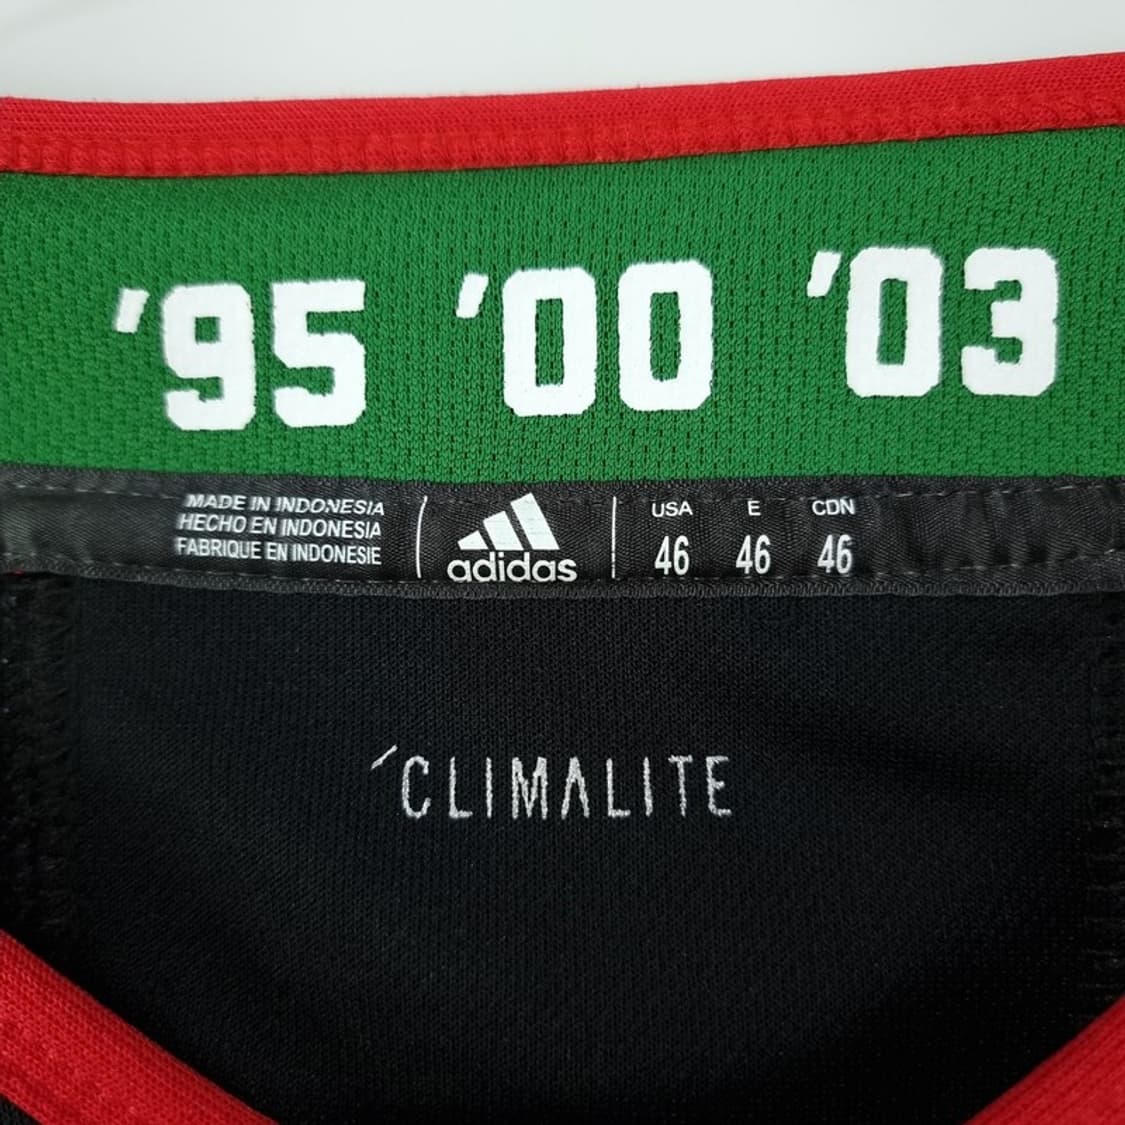 '95 '00 '03
MADE IN INDONESIA
HECHO EN INDONESIA
FABRIQUE EN INDONESIE
adidas
USA E CDN
46 46 46
'CLIMALITE